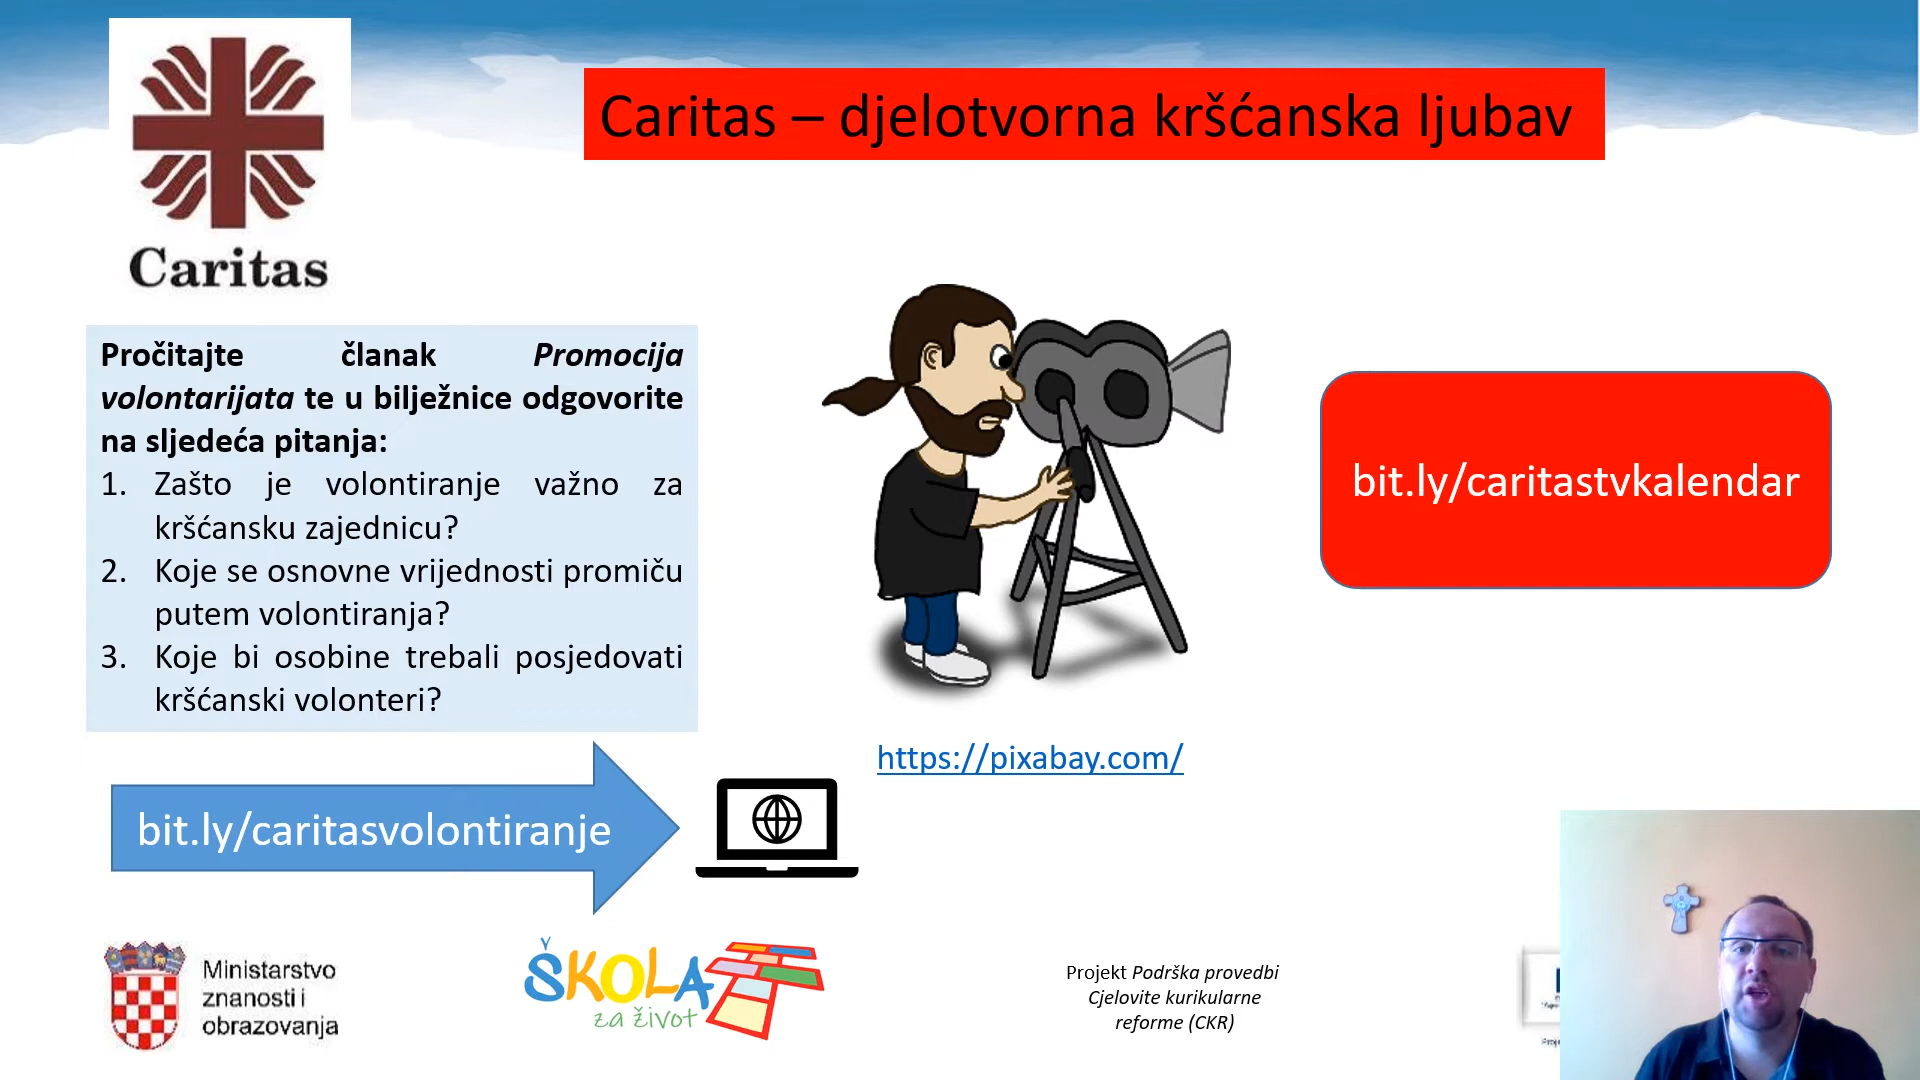 Caritas – djelotvorna kršćanska ljubav
Caritas
Pročitajte članak Promocija
volontarijata te u bilježnice odgovorite
na sljedeća pitanja:
1. Zašto je volontiranje važno za
kršćansku zajednicu?
2. Koje se osnovne vrijednosti promiču
putem volontiranja?
3. Koje bi osobine trebali posjedovati
kršćanski volonteri?
bit.ly/caritastvkalendar
https://pixabay.com/
bit.ly/caritasvolontiranje
Ministarstvo
znanosti i
obrazovanja
ŠKOLA
za život
Projekt Podrška provedbi
Cjelovite kurikularne
reforme (CKR)